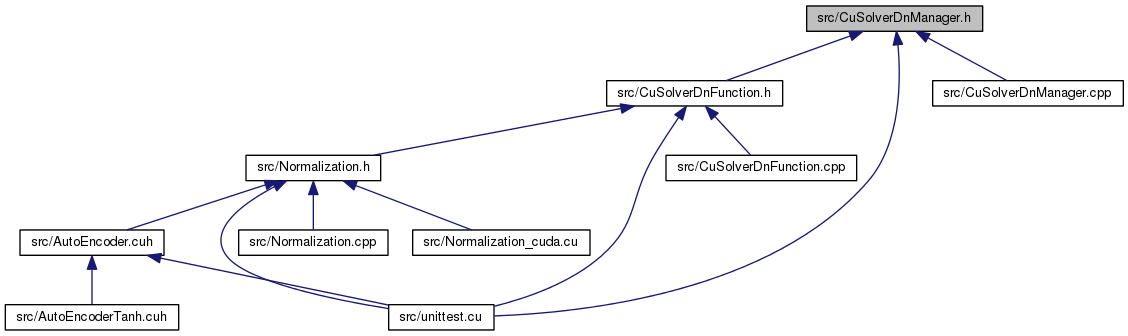 src/CuSolverDnManager.h
src/CuSolverDnFunction.h
src/CuSolverDnManager.cpp
src/Normalization.h
src/CuSolverDnFunction.cpp
src/AutoEncoder.cuh
src/Normalization.cpp
src/Normalization_cuda.cu
src/AutoEncoderTanh.cuh
src/unittest.cu